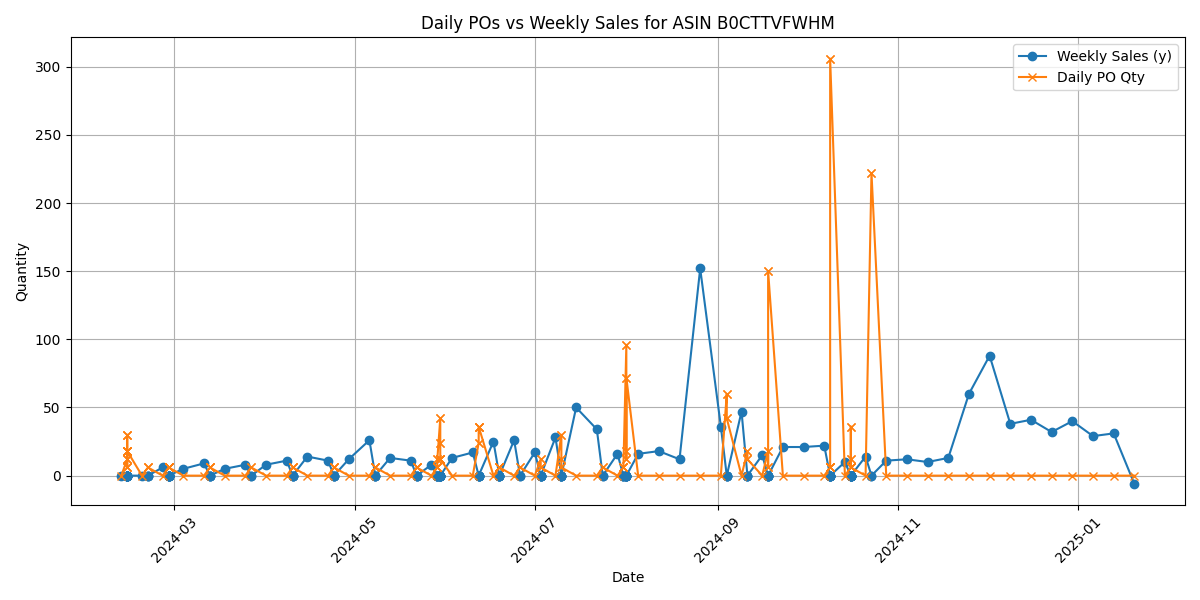 Daily POs vs Weekly Sales for ASIN B0CTTVFWHM
Weekly Sales (y)
Daily PO Qty
Quantity
300
250
200
150
100
50
0
2024-03
2024-05
2024-07
2024-09
2024-11
2025-01
Date